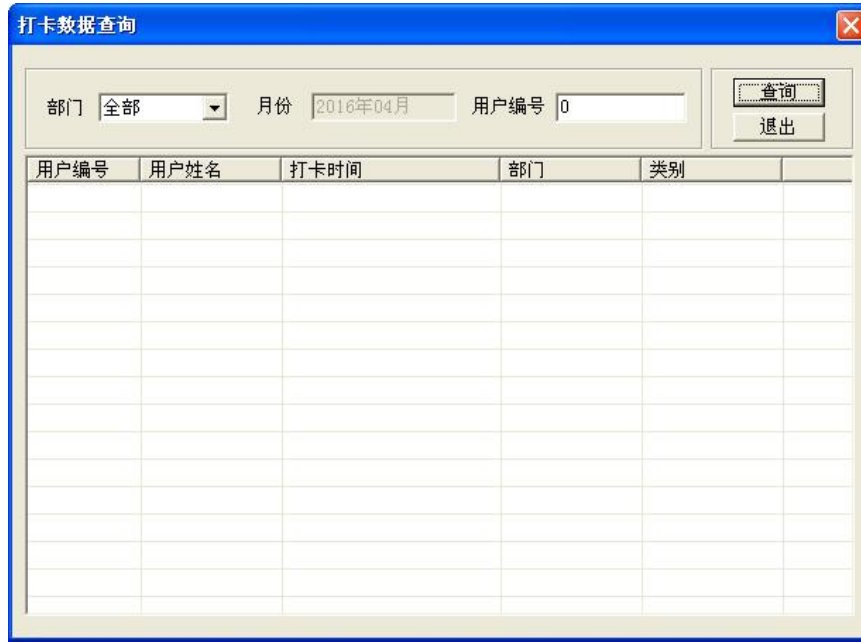 打卡数据查询
部门 全部 月份 2016年04月 用户编号 0 查询
退出
用户编号 用户姓名 打卡时间 部门 类别